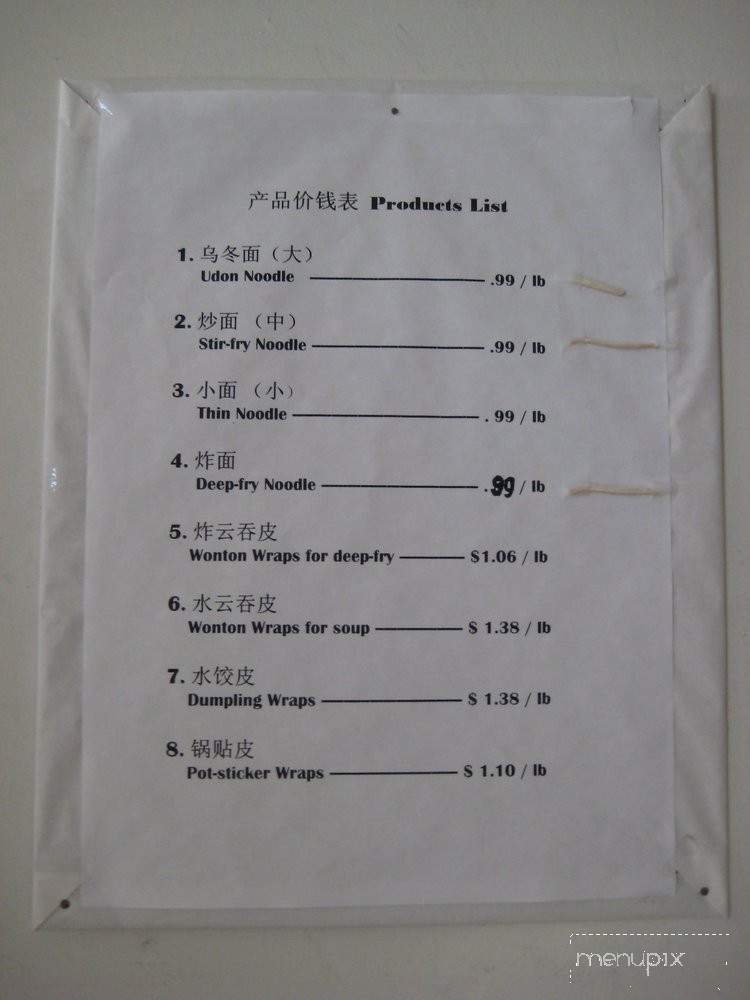 产品价钱表 Products List
1. 乌冬面（大）
Udon Noodle .99 / lb
2. 炒面 （中）
Stir-fry Noodle .99 / lb
3. 小面 （小）
Thin Noodle . 99 / lb
4. 炸面
Deep-fry Noodle .99 / lb
5. 炸云吞皮
Wonton Wraps for deep-fry $1.06 / lb
6. 水云吞皮
Wonton Wraps for soup $ 1.38 / lb
7. 水饺皮
Dumpling Wraps $ 1.38 / lb
8. 锅贴皮
Pot-sticker Wraps $ 1.10 / lb
menupix